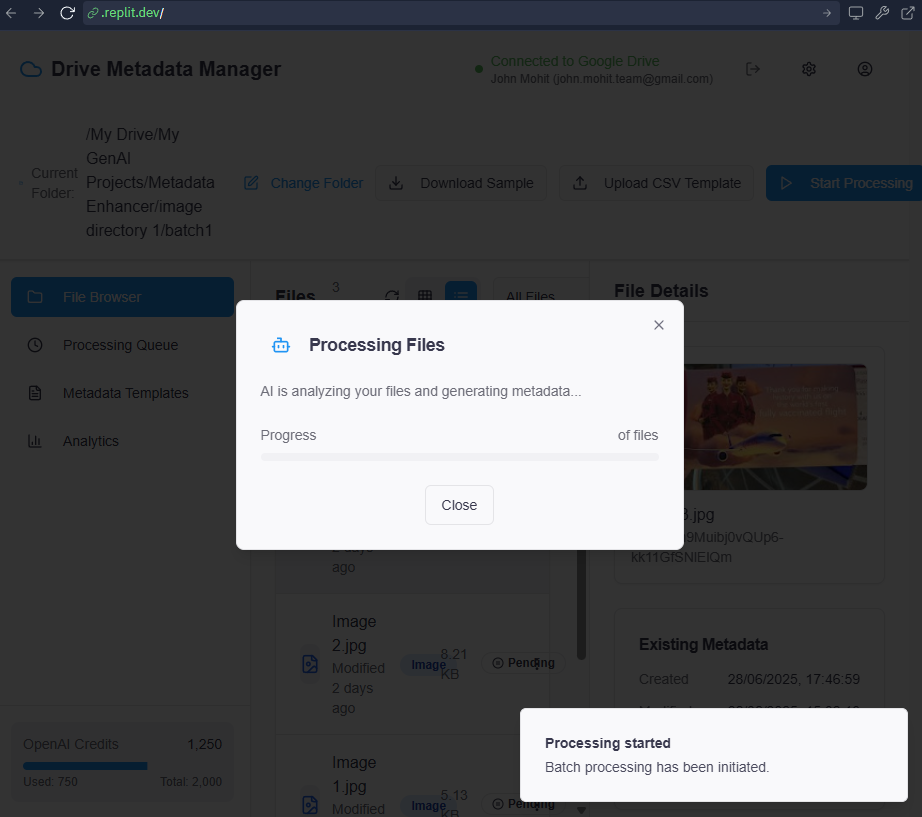 .replit.dev/
Drive Metadata Manager
Connected to Google Drive
John Mohit (john.mohit.team@gmail.com)
Current
Folder:
/My Drive/My
GenAI
Projects/Metadata
Enhancer/image
directory 1/batch1
Change Folder
Download Sample
Upload CSV Template
Start Processing
File Browser
Processing Queue
Metadata Templates
Analytics
Files
3
All Files
File Details
Processing Files
AI is analyzing your files and generating metadata...
Progress
of files
Close
3.jpg
kk11GfSNIEIQm
2 days
ago
Image
2.jpg
Modified
2 days
ago
Image
8.21
KB
Pending
Existing Metadata
Created
28/06/2025, 17:46:59
Image
1.jpg
Modified
Image
5.13
KB
Pending
OpenAI Credits
1,250
Used: 750
Total: 2,000
Processing started
Batch processing has been initiated.